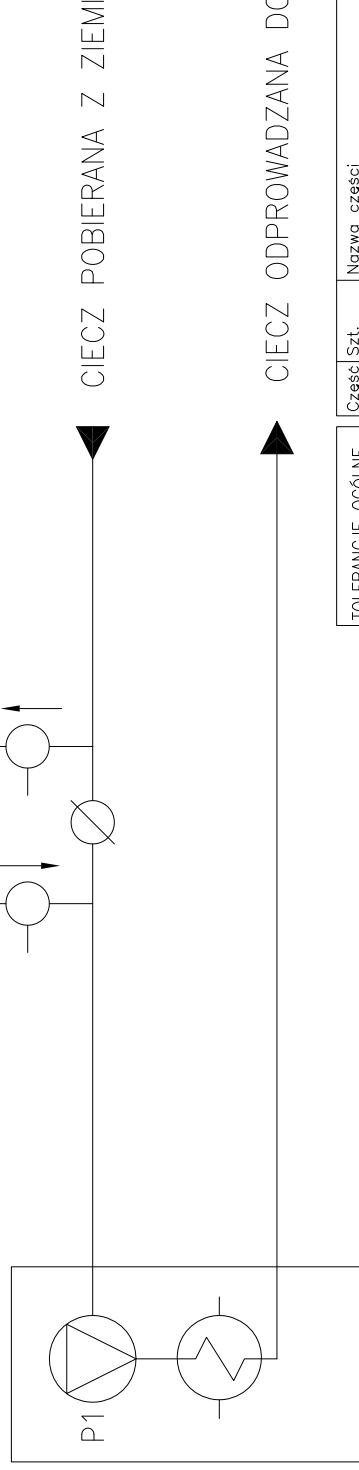 CIECZ POBIERANA Z ZIEMI
CIECZ ODPROWADZANA DO
P1
Część Szt. Nazwa części
TOLERANCJE OGÓLNE